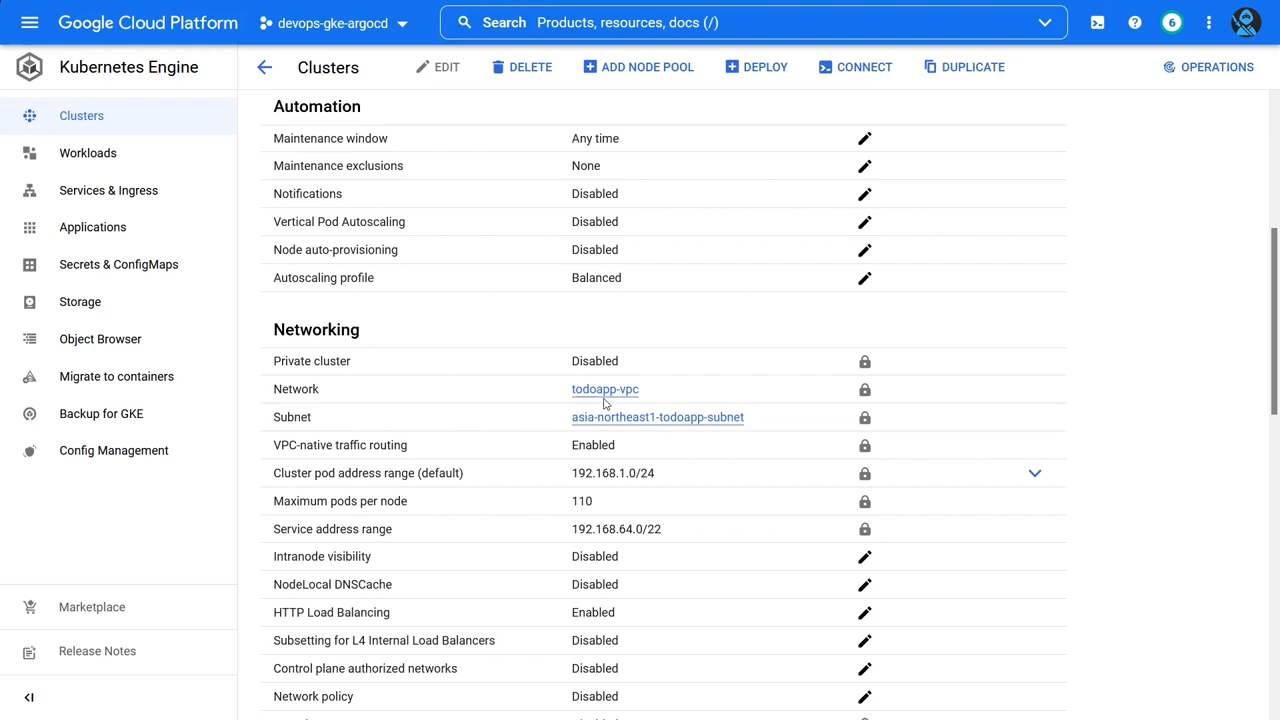 Google Cloud Platform devops-gke-argocd Search Products, resources, docs (/) 6
Kubernetes Engine Clusters EDIT DELETE ADD NODE POOL DEPLOY CONNECT DUPLICATE OPERATIONS
Clusters
Workloads
Services & Ingress
Applications
Secrets & ConfigMaps
Storage
Object Browser
Migrate to containers
Backup for GKE
Config Management
Marketplace
Release Notes
Automation
Maintenance window Any time
Maintenance exclusions None
Notifications Disabled
Vertical Pod Autoscaling Disabled
Node auto-provisioning Disabled
Autoscaling profile Balanced
Networking
Private cluster Disabled
Network todoapp-vpc
Subnet asia-northeast1-todoapp-subnet
VPC-native traffic routing Enabled
Cluster pod address range (default) 192.168.1.0/24
Maximum pods per node 110
Service address range 192.168.64.0/22
Intranode visibility Disabled
NodeLocal DNSCache Disabled
HTTP Load Balancing Enabled
Subsetting for L4 Internal Load Balancers Disabled
Control plane authorized networks Disabled
Network policy Disabled